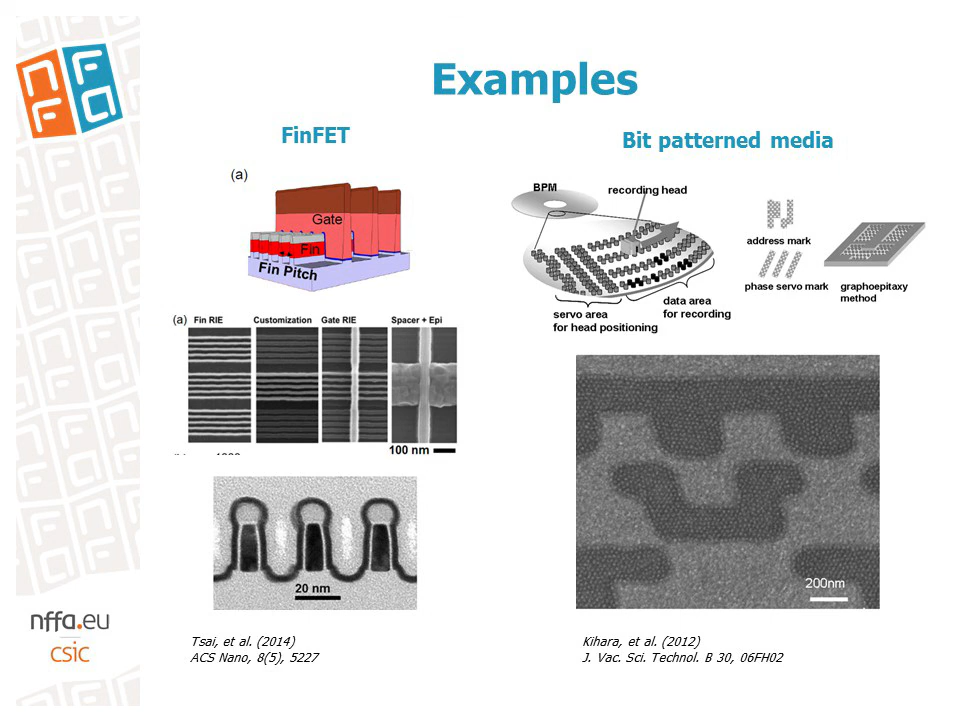 Examples
FinFET
(a)
Gate
Fin
Fin Pitch
(a) Fin RIE Customization Gate RIE Spacer + Epi
100 nm
20 nm
Tsai, et al. (2014)
ACS Nano, 8(5), 5227
Bit patterned media
BPM
recording head
address mark
phase servo mark
graphoepitaxy
method
data area
for recording
servo area
for head positioning
200nm
Kihara, et al. (2012)
J. Vac. Sci. Technol. B 30, 06FH02
nffa.eu
CSIC